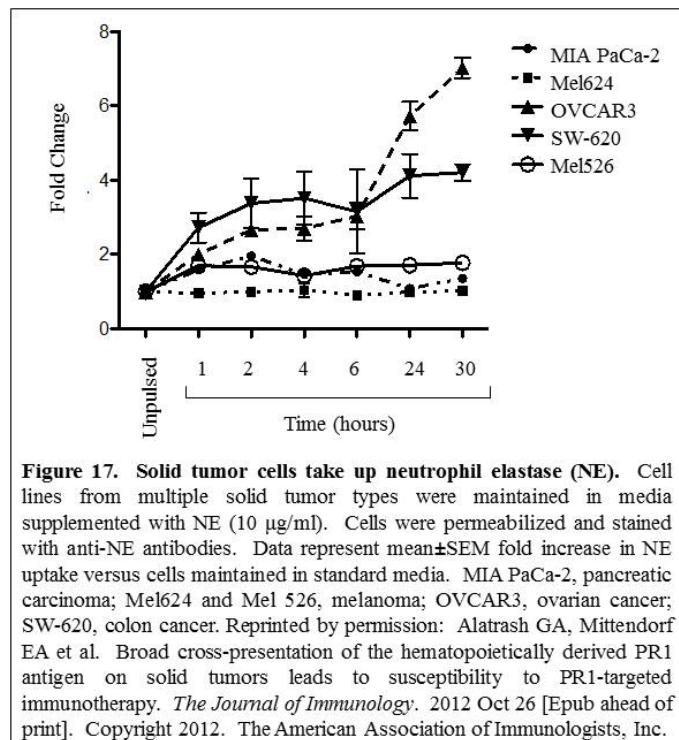 8
6
4
2
0
Fold Change
MIA PaCa-2
Mel624
OVCAR3
SW-620
Mel526
Unpulsed
1 2 4 6 24 30
Time (hours)
Figure 17. Solid tumor cells take up neutrophil elastase (NE). Cell
lines from multiple solid tumor types were maintained in media
supplemented with NE (10 µg/ml). Cells were permeabilized and stained
with anti-NE antibodies. Data represent mean±SEM fold increase in NE
uptake versus cells maintained in standard media. MIA PaCa-2, pancreatic
carcinoma; Mel624 and Mel 526, melanoma; OVCAR3, ovarian cancer;
SW-620, colon cancer. Reprinted by permission: Alatrash GA, Mittendorf
EA et al. Broad cross-presentation of the hematopoietically derived PR1
antigen on solid tumors leads to susceptibility to PR1-targeted
immunotherapy. The Journal of Immunology. 2012 Oct 26 [Epub ahead of
print]. Copyright 2012. The American Association of Immunologists, Inc.